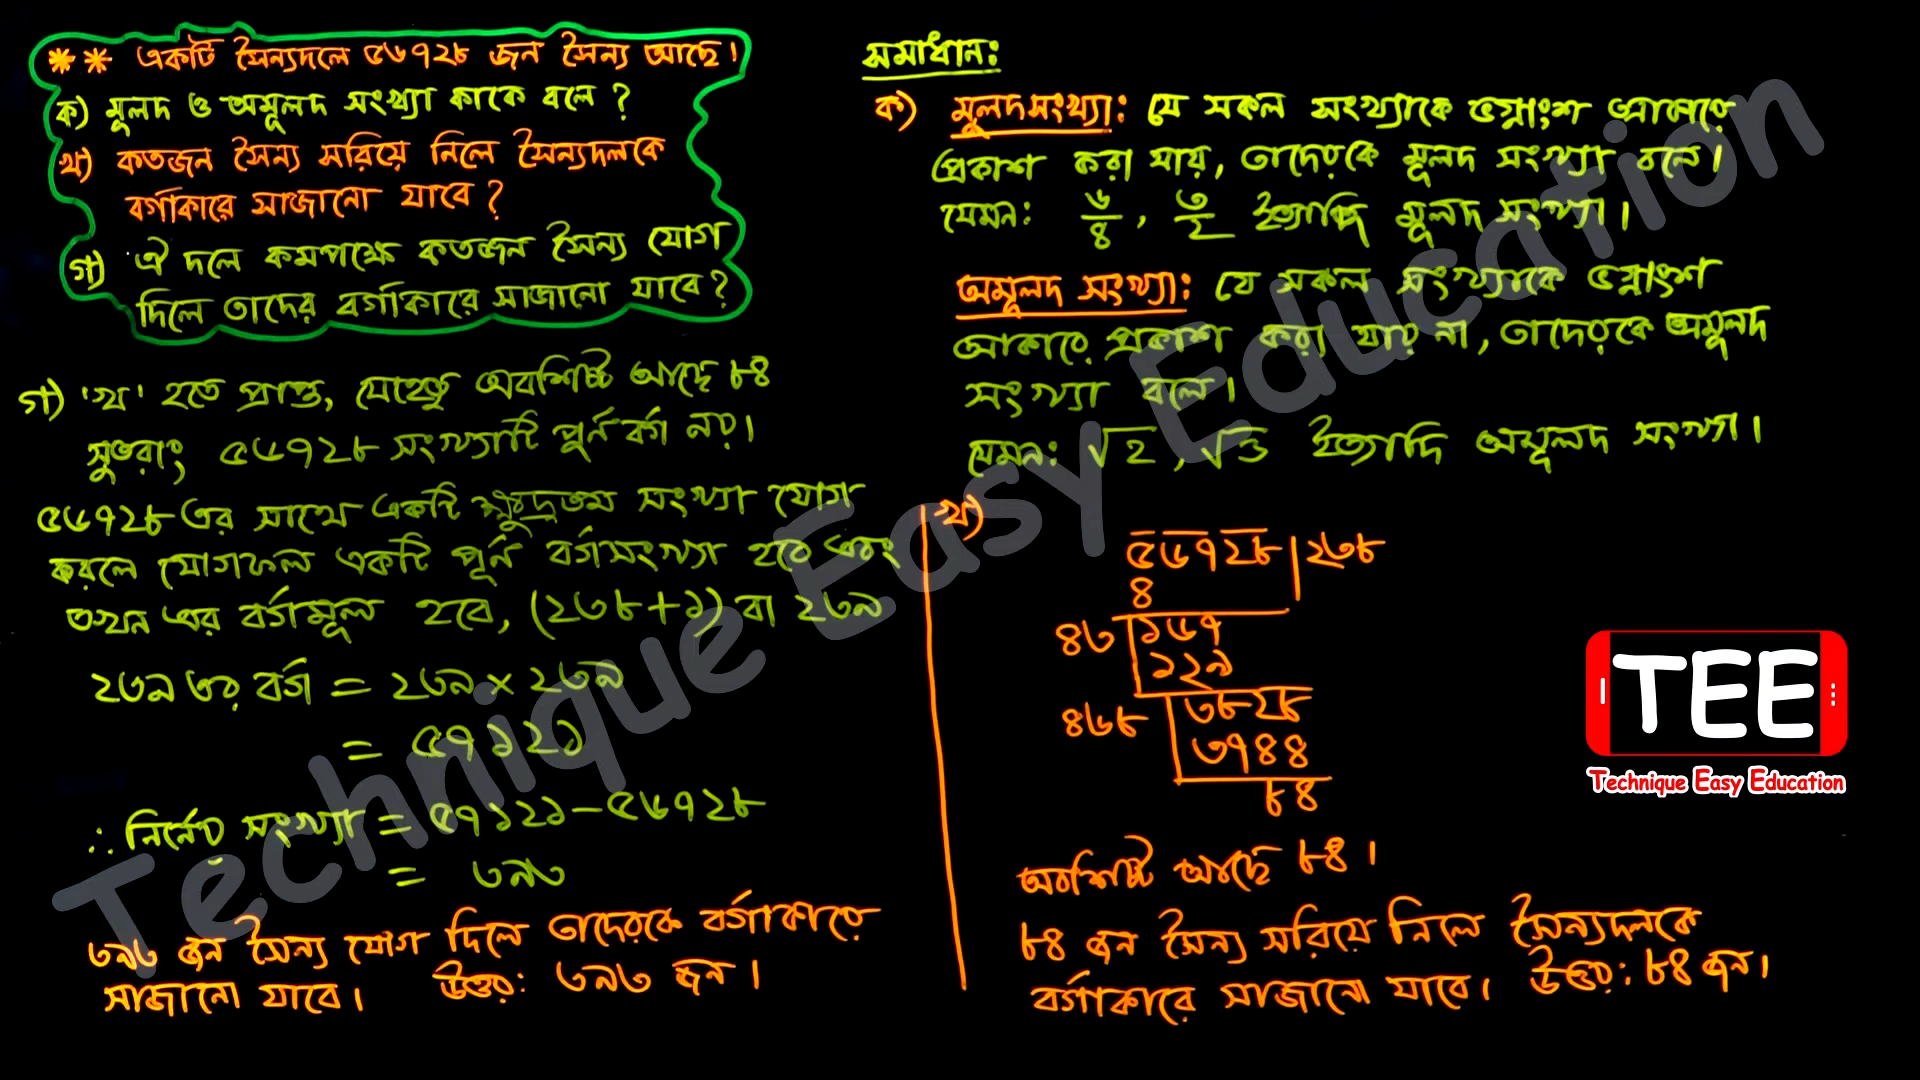 ** একটি সৈন্যদলে ৫৬৭২৮ জন সৈন্য আছে।
ক) মূলদ ও অমূলদ সংখ্যা কাকে বলে ?
খ) কতজন সৈন্য সরিয়ে নিলে সৈন্যদলকে
বর্গাকারে সাজানো যাবে ?
গ) ঐ দলে কমপক্ষে কতজন সৈন্য যোগ
দিলে তাদের বর্গাকারে সাজানো যাবে ?
সমাধান:
ক) মূলদসংখ্যা: যে সকল সংখ্যাকে ভগ্নাংশ আকারে
প্রকাশ করা যায়, তাদেরকে মূলদ সংখ্যা বলে।
যেমন: ৬/৪, ৩/২ ইত্যাদি মূলদ সংখ্যা।
অমূলদ সংখ্যা: যে সকল সংখ্যাকে ভগ্নাংশ
আকারে প্রকাশ করা যায় না, তাদেরকে অমূলদ
সংখ্যা বলে।
যেমন: √২, √৩ ইত্যাদি অমূলদ সংখ্যা।
খ)
৫৬৭২৮ | ২৩৮
৪
৪৩ | ১৬৭
১২৯
৪৬৮ | ৩৮২৮
৩৭৪৪
৮৪
অবশিষ্ট আছে ৮৪।
৮৪ জন সৈন্য সরিয়ে নিলে সৈন্যদলকে
বর্গাকারে সাজানো যাবে। উত্তর: ৮৪ জন।
গ) 'খ' হতে প্রাপ্ত, যেহেতু অবশিষ্ট আছে ৮৪
সুতরাং ৫৬৭২৮ সংখ্যাটি পূর্ন বর্গ নয়।
৫৬৭২৮ এর সাথে একটি ক্ষুদ্রতম সংখ্যা যোগ
করলে যোগফল একটি পূর্ন বর্গসংখ্যা হবে এবং
তখন এর বর্গমূল হবে, (২৩৮+১) বা ২৩৯
২৩৯ এর বর্গ = ২৩৯ × ২৩৯
= ৫৭১২১
∴ নির্নেয় সংখ্যা = ৫৭১২১ – ৫৬৭২৮
= ৩৯৩
৩৯৩ জন সৈন্য যোগ দিলে তাদেরকে বর্গাকারে
সাজানো যাবে। উত্তর: ৩৯৩ জন।
TEE
Technique Easy Education
Technique Easy Education